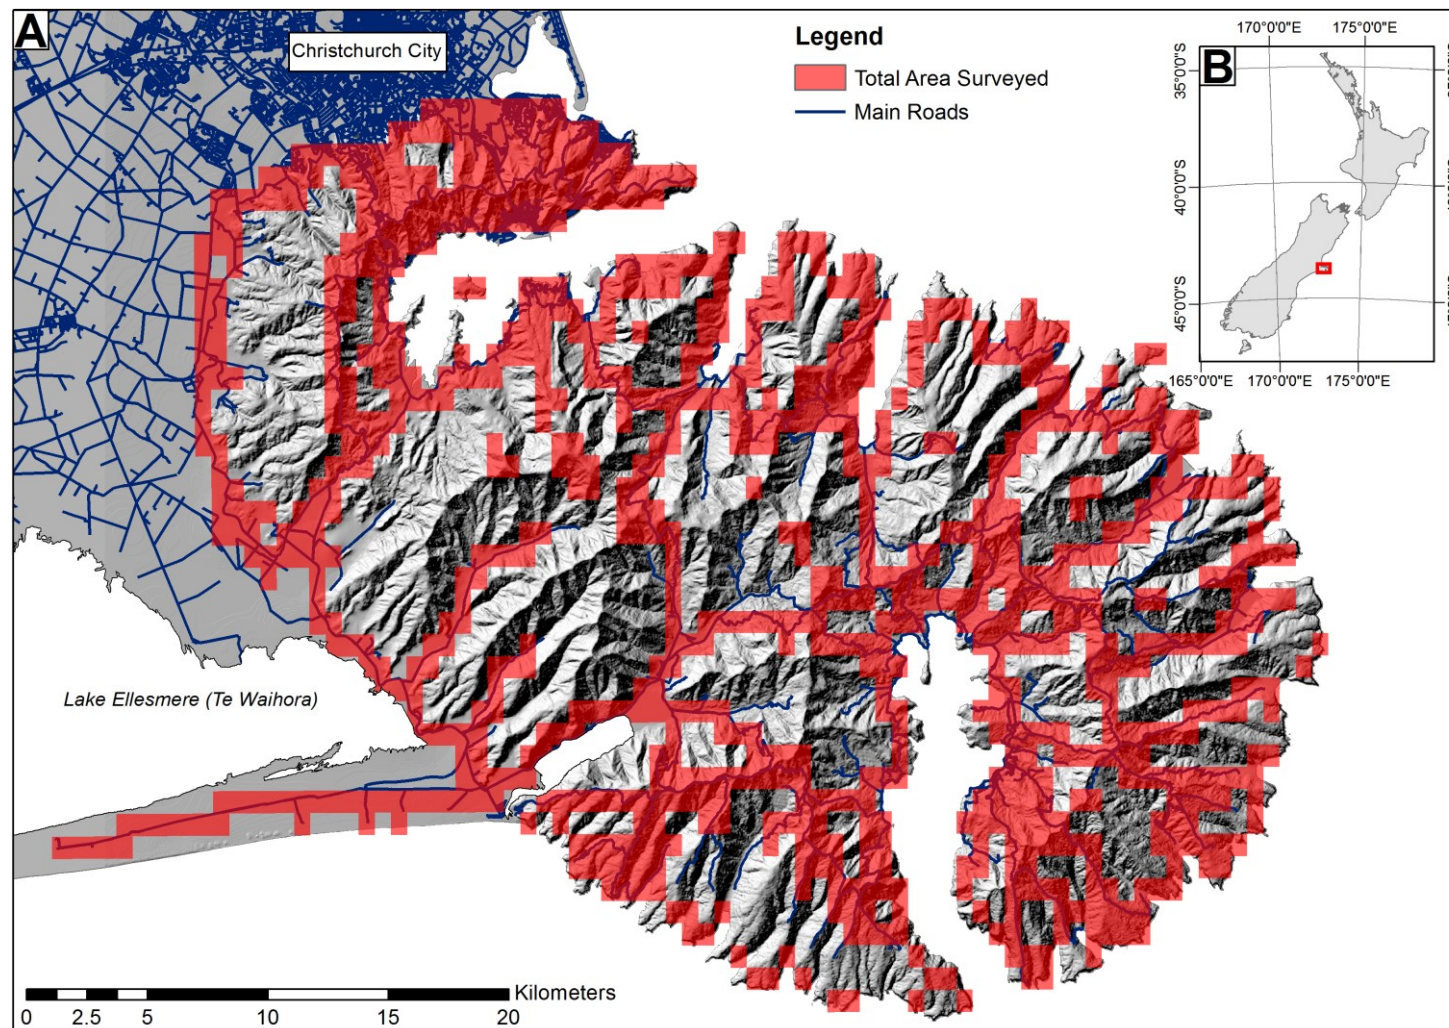 A
Christchurch City
Legend
Total Area Surveyed
Main Roads
B
170°0'0"E 175°0'0"E
35°0'0"S
40°0'0"S
45°0'0"S
165°0'0"E 170°0'0"E 175°0'0"E
Lake Ellesmere (Te Waihora)
Kilometers
0 2.5 5 10 15 20